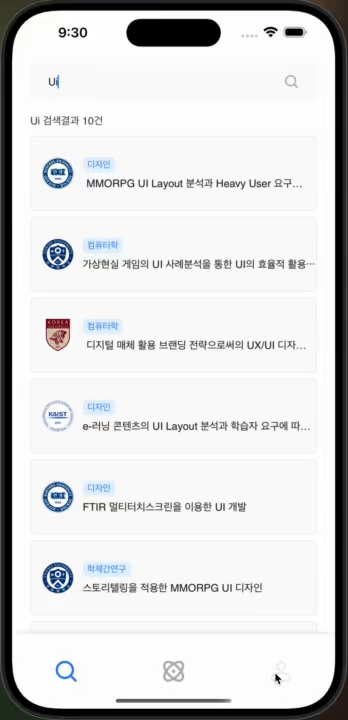 9:30
Ui
Ui 검색결과 10건
디자인
MMORPG UI Layout 분석과 Heavy User 요구...
컴퓨터학
가상현실 게임의 UI 사례분석을 통한 UI의 효율적 활용...
KOREA
컴퓨터학
디지털 매체 활용 브랜딩 전략으로써의 UX/UI 디자...
KAIST
디자인
e-러닝 콘텐츠의 UI Layout 분석과 학습자 요구에 따...
디자인
FTIR 멀티터치스크린을 이용한 UI 개발
학제간연구
스토리텔링을 적용한 MMORPG UI 디자인